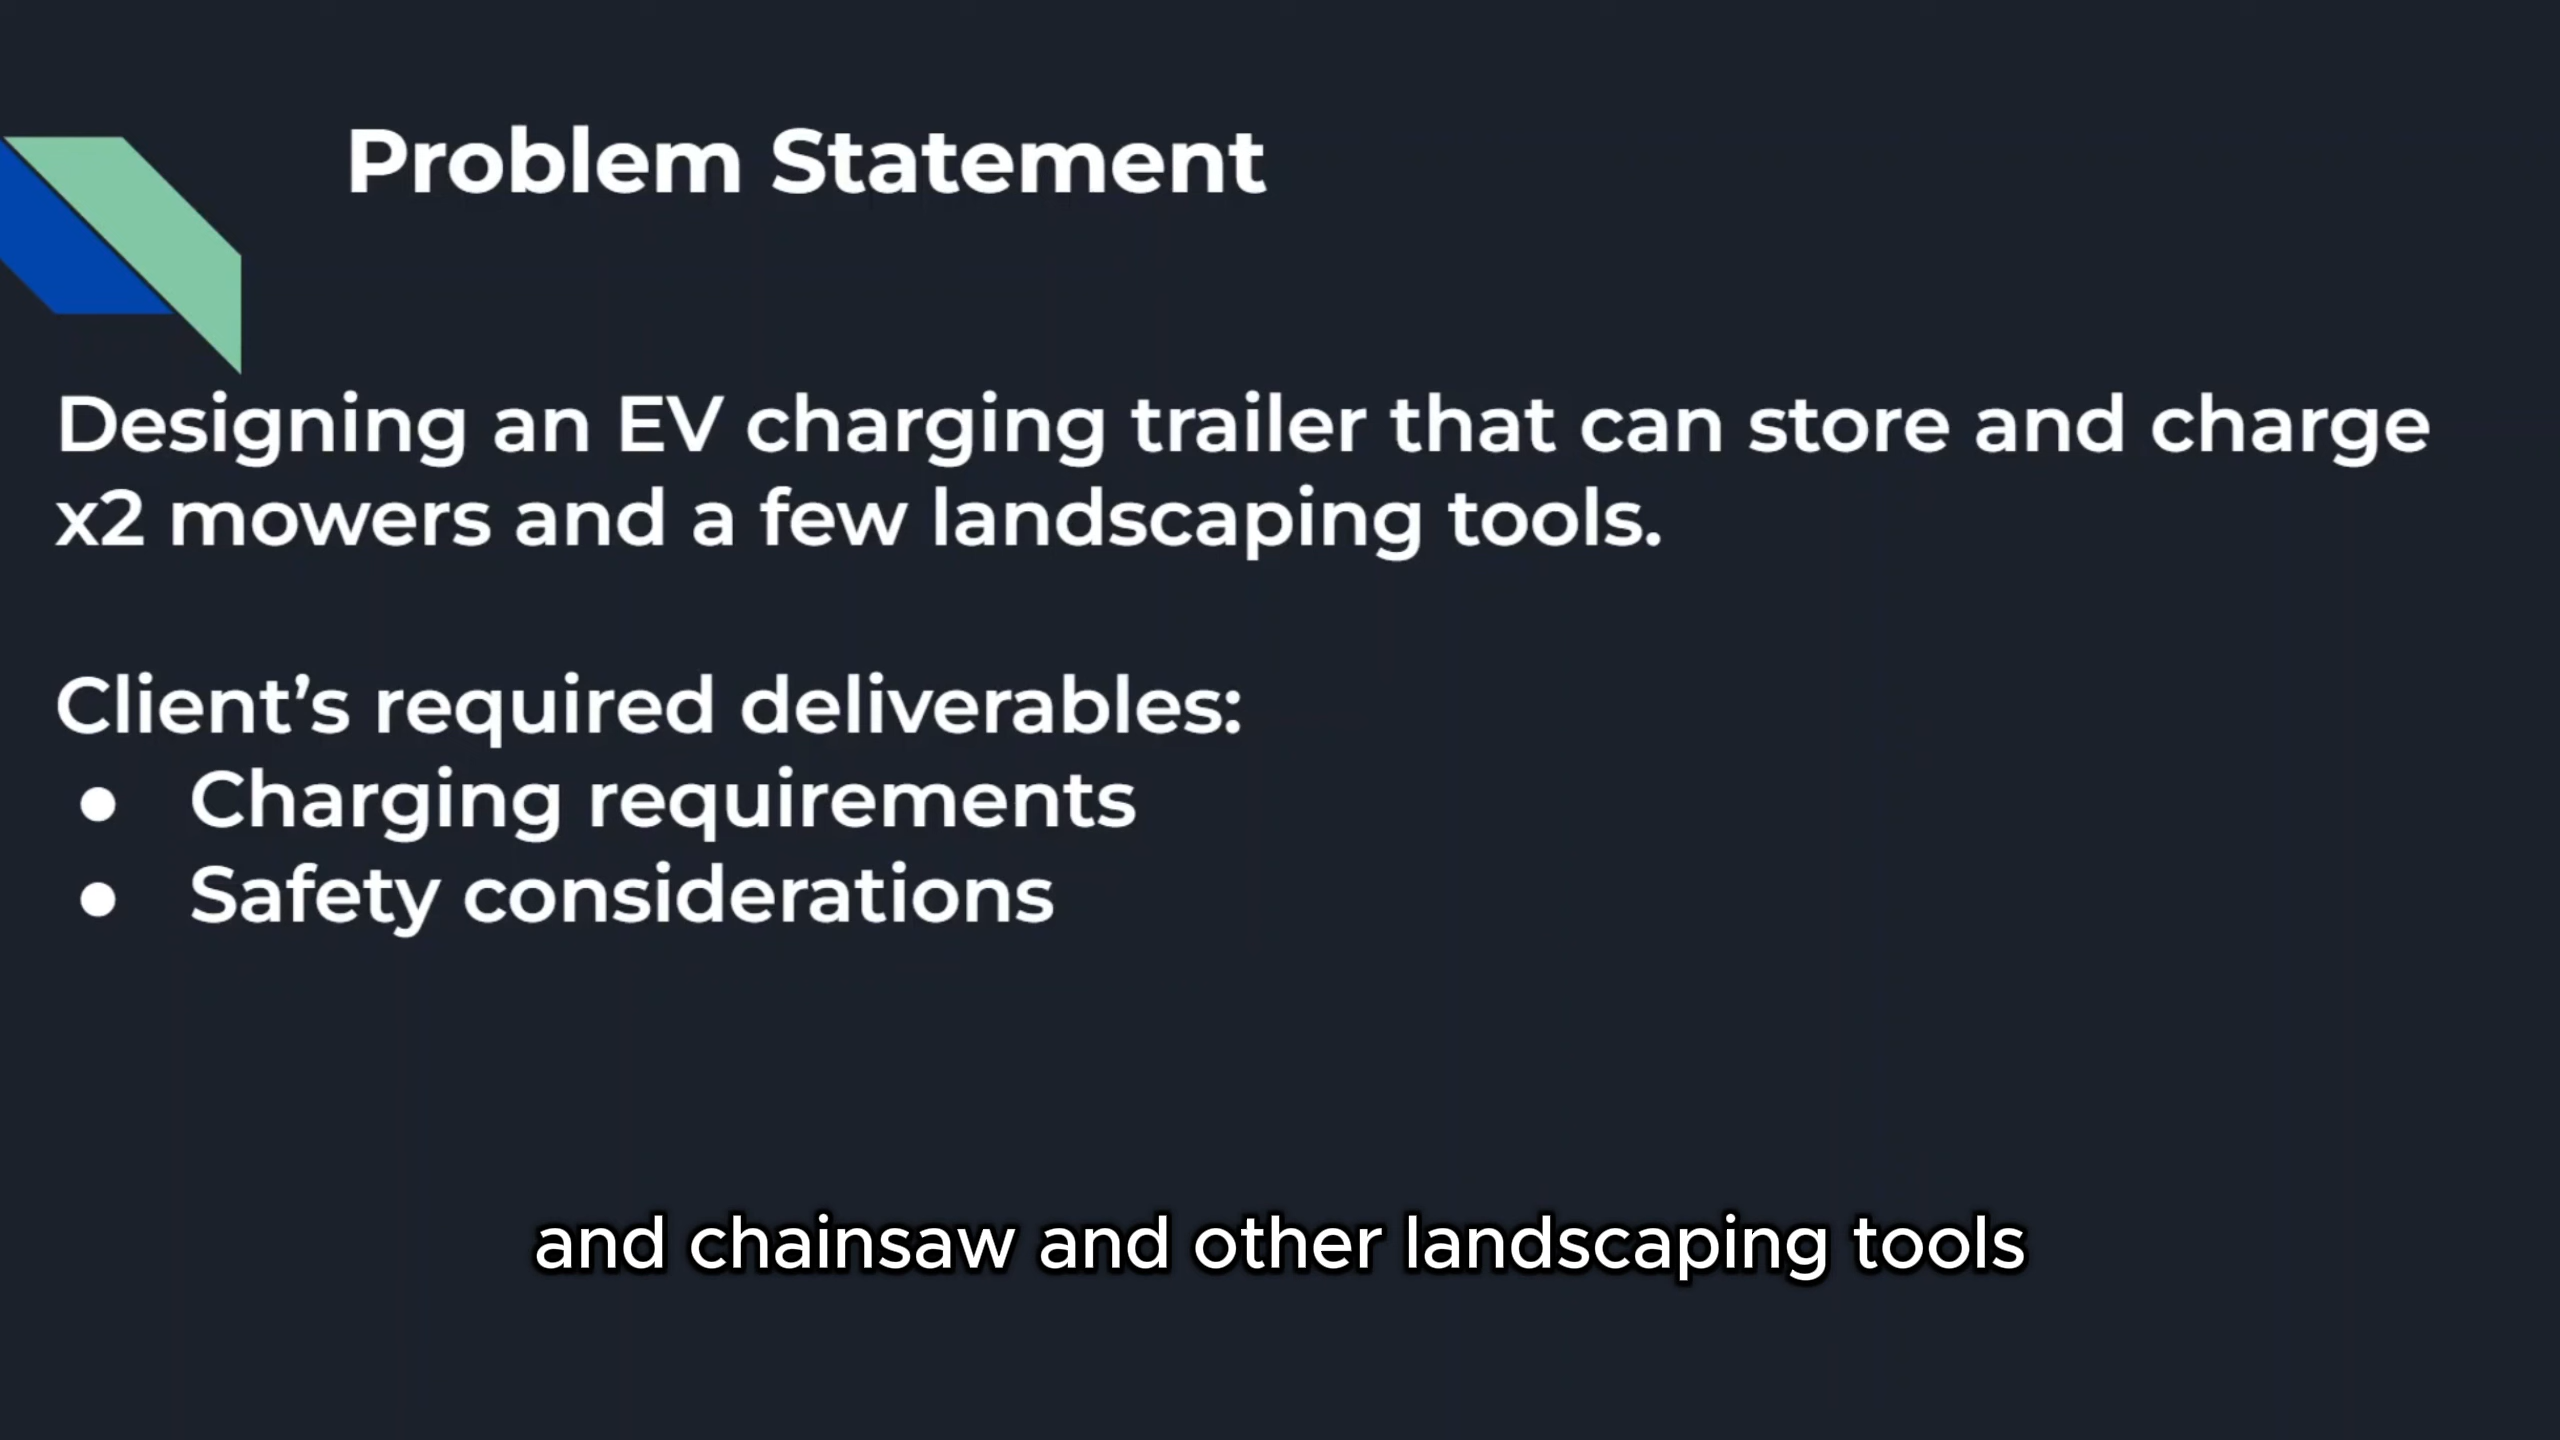 Problem Statement
Designing an EV charging trailer that can store and charge
x2 mowers and a few landscaping tools.
Client’s required deliverables:
● Charging requirements
● Safety considerations
and chainsaw and other landscaping tools